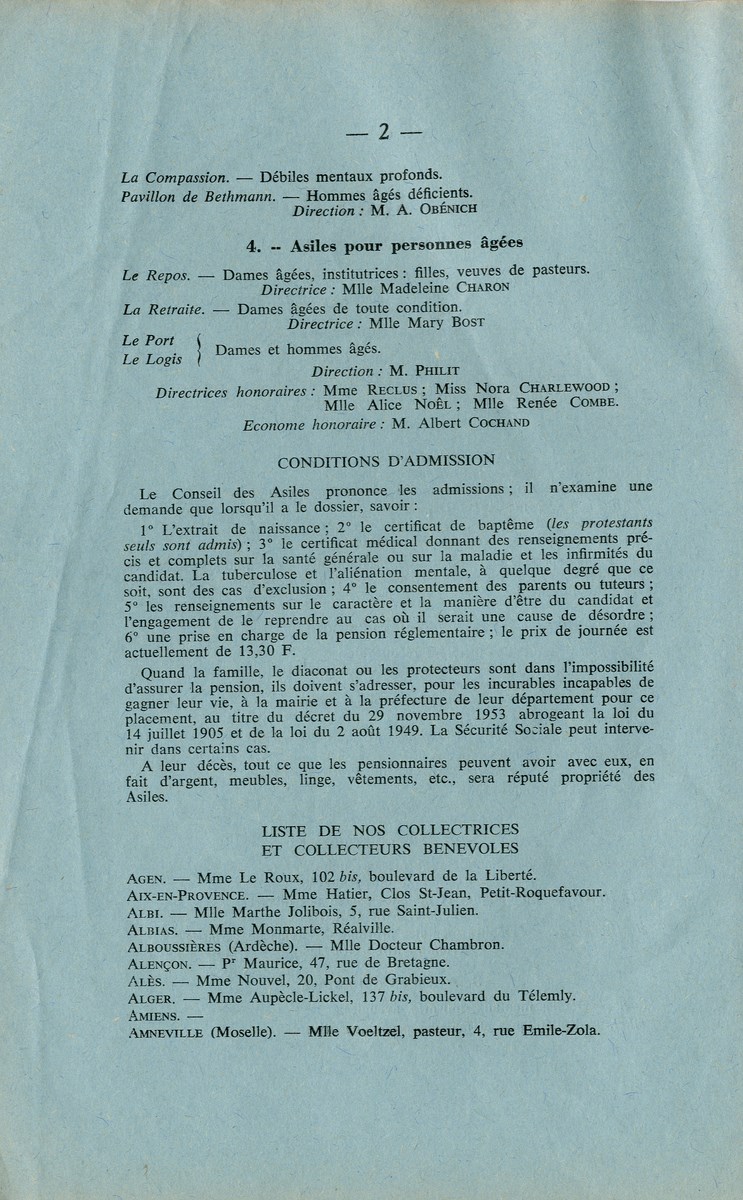 — 2 —
La Compassion. — Débiles mentaux profonds.
Pavillon de Bethmann. — Hommes âgés déficients.
Direction : M. A. OBÉNICH
4. -- Asiles pour personnes âgées
Le Repos. — Dames âgées, institutrices : filles, veuves de pasteurs.
Directrice : Mlle Madeleine CHARON
La Retraite. — Dames âgées de toute condition.
Directrice : Mlle Mary BOST
Le Port
Le Logis } Dames et hommes âgés.
Direction : M. PHILIT
Directrices honoraires : Mme RECLUS ; Miss Nora CHARLEWOOD ;
Mlle Alice NOËL ; Mlle Renée COMBE.
Econome honoraire : M. Albert COCHAND
CONDITIONS D'ADMISSION
Le Conseil des Asiles prononce les admissions ; il n'examine une
demande que lorsqu'il a le dossier, savoir :
1° L'extrait de naissance ; 2° le certificat de baptême (les protestants
seuls sont admis) ; 3° le certificat médical donnant des renseignements pré-
cis et complets sur la santé générale ou sur la maladie et les infirmités du
candidat. La tuberculose et l'aliénation mentale, à quelque degré que ce
soit, sont des cas d'exclusion ; 4° le consentement des parents ou tuteurs ;
5° les renseignements sur le caractère et la manière d'être du candidat et
l'engagement de le reprendre au cas où il serait une cause de désordre ;
6° une prise en charge de la pension réglementaire ; le prix de journée est
actuellement de 13,30 F.
Quand la famille, le diaconat ou les protecteurs sont dans l'impossibilité
d'assurer la pension, ils doivent s'adresser, pour les incurables incapables de
gagner leur vie, à la mairie et à la préfecture de leur département pour ce
placement, au titre du décret du 29 novembre 1953 abrogeant la loi du
14 juillet 1905 et de la loi du 2 août 1949. La Sécurité Sociale peut interve-
nir dans certains cas.
A leur décès, tout ce que les pensionnaires peuvent avoir avec eux, en
fait d'argent, meubles, linge, vêtements, etc., sera réputé propriété des
Asiles.
LISTE DE NOS COLLECTRICES
ET COLLECTEURS BENEVOLES
AGEN. — Mme Le Roux, 102 bis, boulevard de la Liberté.
AIX-EN-PROVENCE. — Mme Hatier, Clos St-Jean, Petit-Roquefavour.
ALBI. — Mlle Marthe Jolibois, 5, rue Saint-Julien.
ALBIAS. — Mme Monmarte, Réalville.
ALBOUSSIÈRES (Ardèche). — Mlle Docteur Chambron.
ALENÇON. — Pr Maurice, 47, rue de Bretagne.
ALÈS. — Mme Nouvel, 20, Pont de Grabieux.
ALGER. — Mme Aupècle-Lickel, 137 bis, boulevard du Télemly.
AMIENS. —
AMNEVILLE (Moselle). — Mlle Voeltzel, pasteur, 4, rue Emile-Zola.